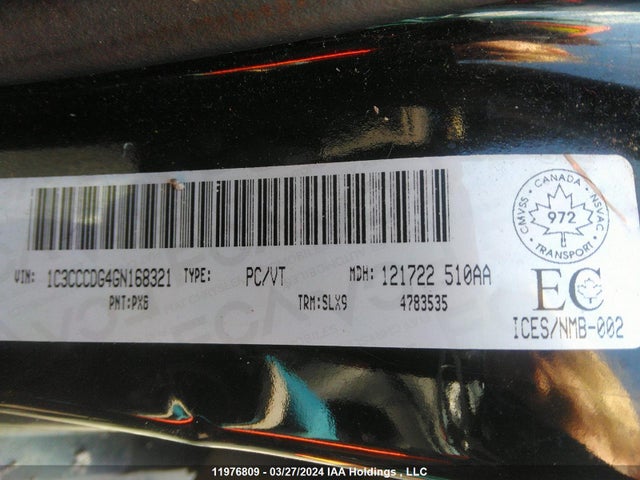 CMVSS · CANADA · NSVAC
972
· TRANSPORT ·
VIN: 1C3CCCDG4GN168321 TYPE: PC/VT MDH: 121722 510AA
PNT:PX8 TRM:SLX9 4783535
EC
ICES/NMB-002
11976809 - 03/27/2024 IAA Holdings , LLC